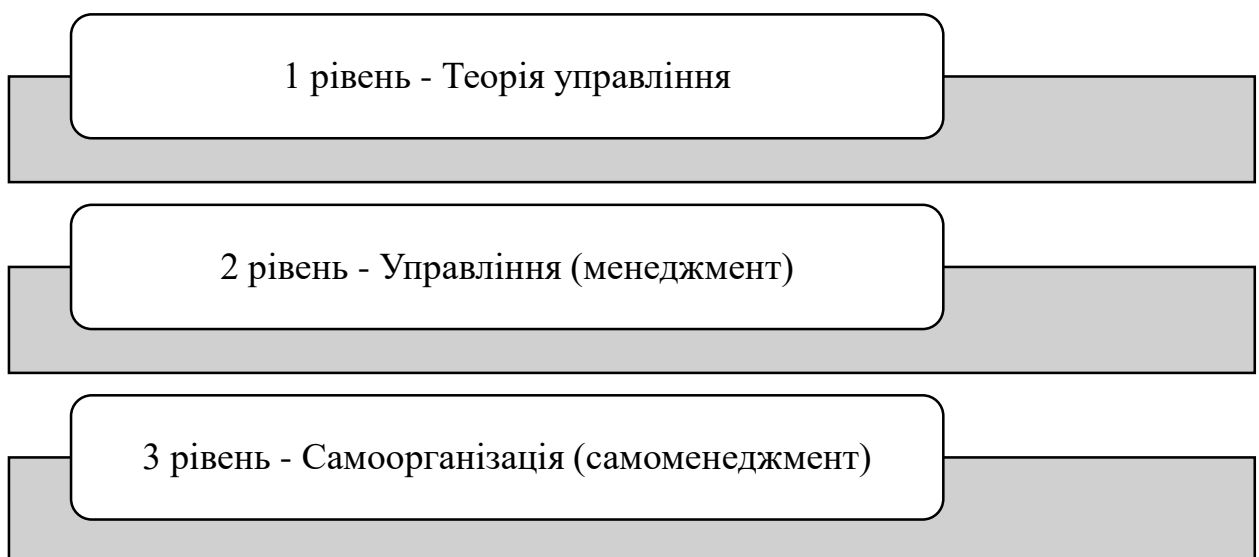 1 рівень - Теорія управління
2 рівень - Управління (менеджмент)
3 рівень - Самоорганізація (самоменеджмент)